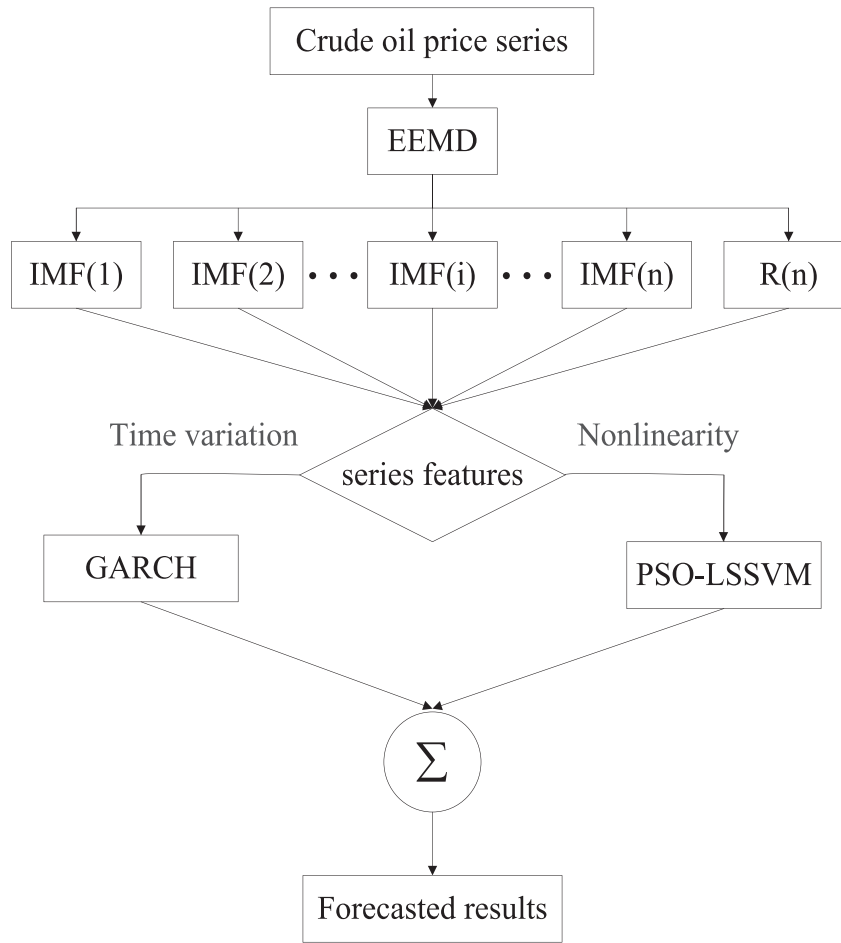 Crude oil price series
EEMD
IMF(1) IMF(2) ••• IMF(i) ••• IMF(n) R(n)
Time variation Nonlinearity
series features
GARCH PSO-LSSVM
∑
Forecasted results